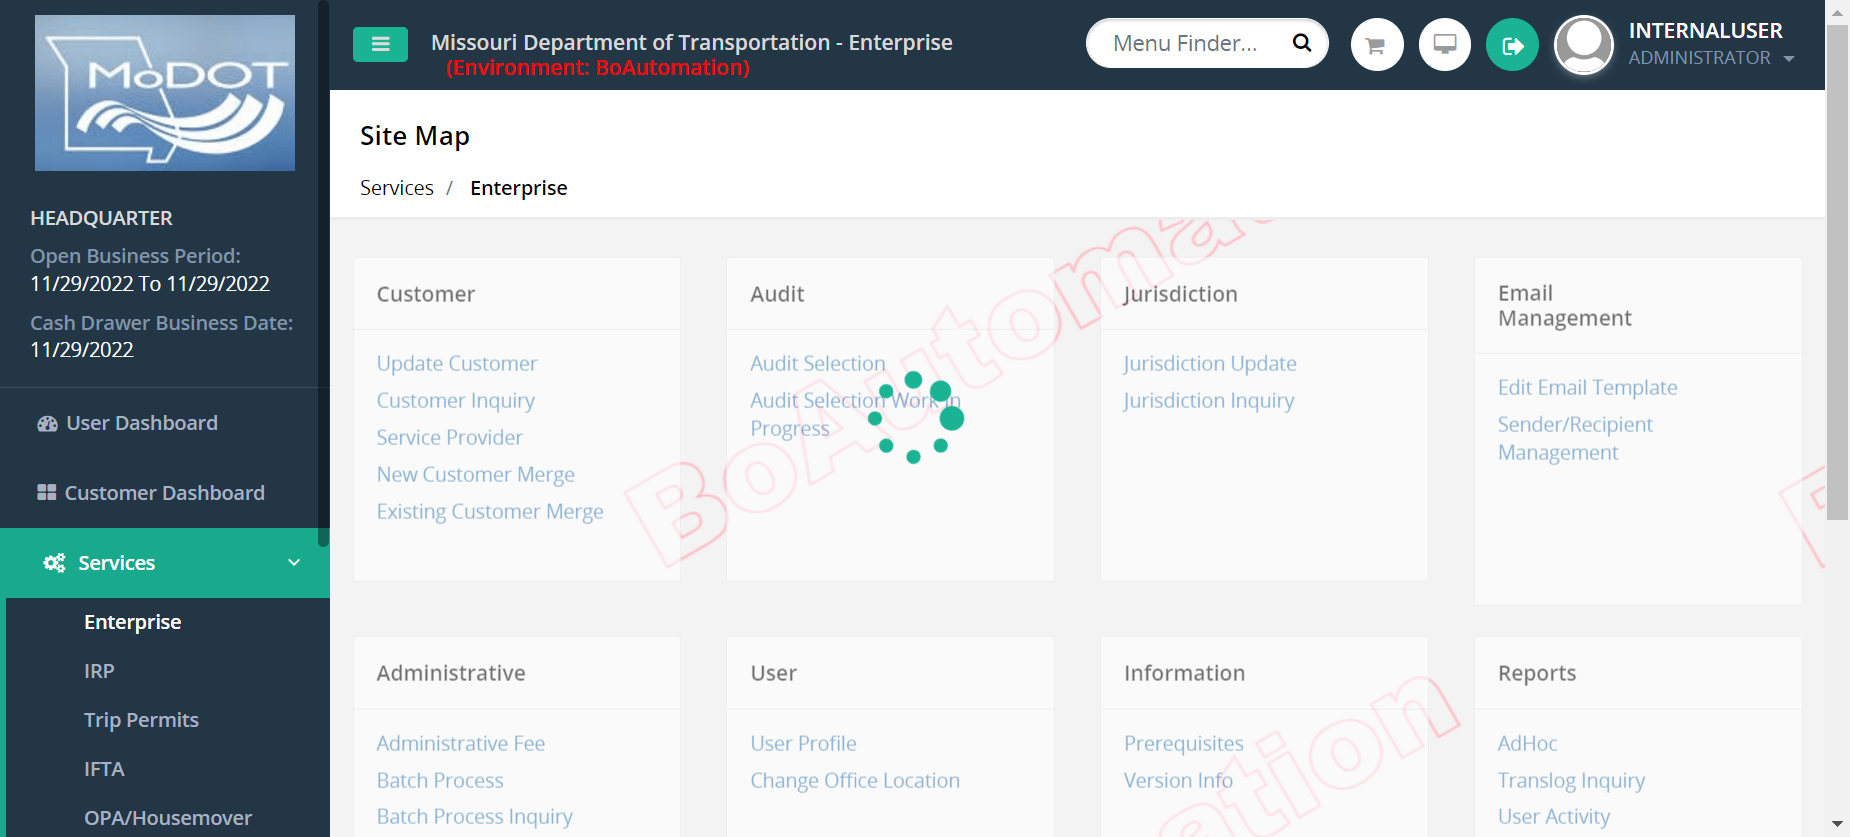 MoDOT
HEADQUARTER
Open Business Period:
11/29/2022 To 11/29/2022
Cash Drawer Business Date:
11/29/2022
User Dashboard
Customer Dashboard
Services
Enterprise
IRP
Trip Permits
IFTA
OPA/Housemover
Missouri Department of Transportation - Enterprise
(Environment: BoAutomation)
Menu Finder...
INTERNALUSER
ADMINISTRATOR
Site Map
Services / Enterprise
Customer
Update Customer
Customer Inquiry
Service Provider
New Customer Merge
Existing Customer Merge
Audit
Audit Selection
Audit Selection Work In
Progress
Jurisdiction
Jurisdiction Update
Jurisdiction Inquiry
Email
Management
Edit Email Template
Sender/Recipient
Management
Administrative
Administrative Fee
Batch Process
Batch Process Inquiry
User
User Profile
Change Office Location
Information
Prerequisites
Version Info
Reports
AdHoc
Translog Inquiry
User Activity